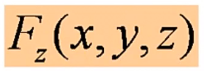 F_z(x, y, z)